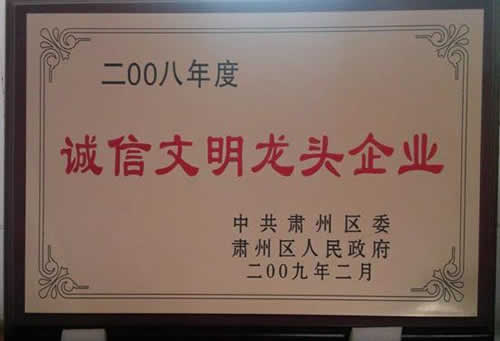 二00八年度
诚信文明龙头企业
中共肃州区委
肃州区人民政府
二00九年二月